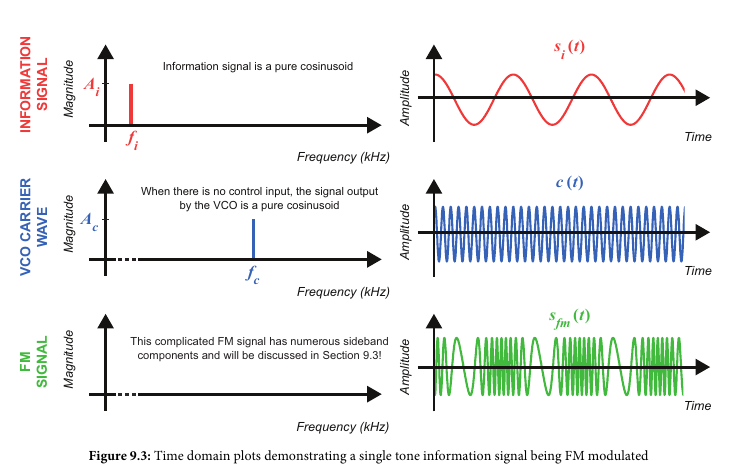 INFORMATION
SIGNAL
Magnitude
A_i
Information signal is a pure cosinusoid
f_i
Frequency (kHz)
Amplitude
s_i(t)
Time
VCO CARRIER
WAVE
Magnitude
A_c
When there is no control input, the signal output
by the VCO is a pure cosinusoid
f_c
Frequency (kHz)
Amplitude
c(t)
Time
FM
SIGNAL
Magnitude
This complicated FM signal has numerous sideband
components and will be discussed in Section 9.3!
Frequency (kHz)
Amplitude
s_fm(t)
Time
Figure 9.3: Time domain plots demonstrating a single tone information signal being FM modulated